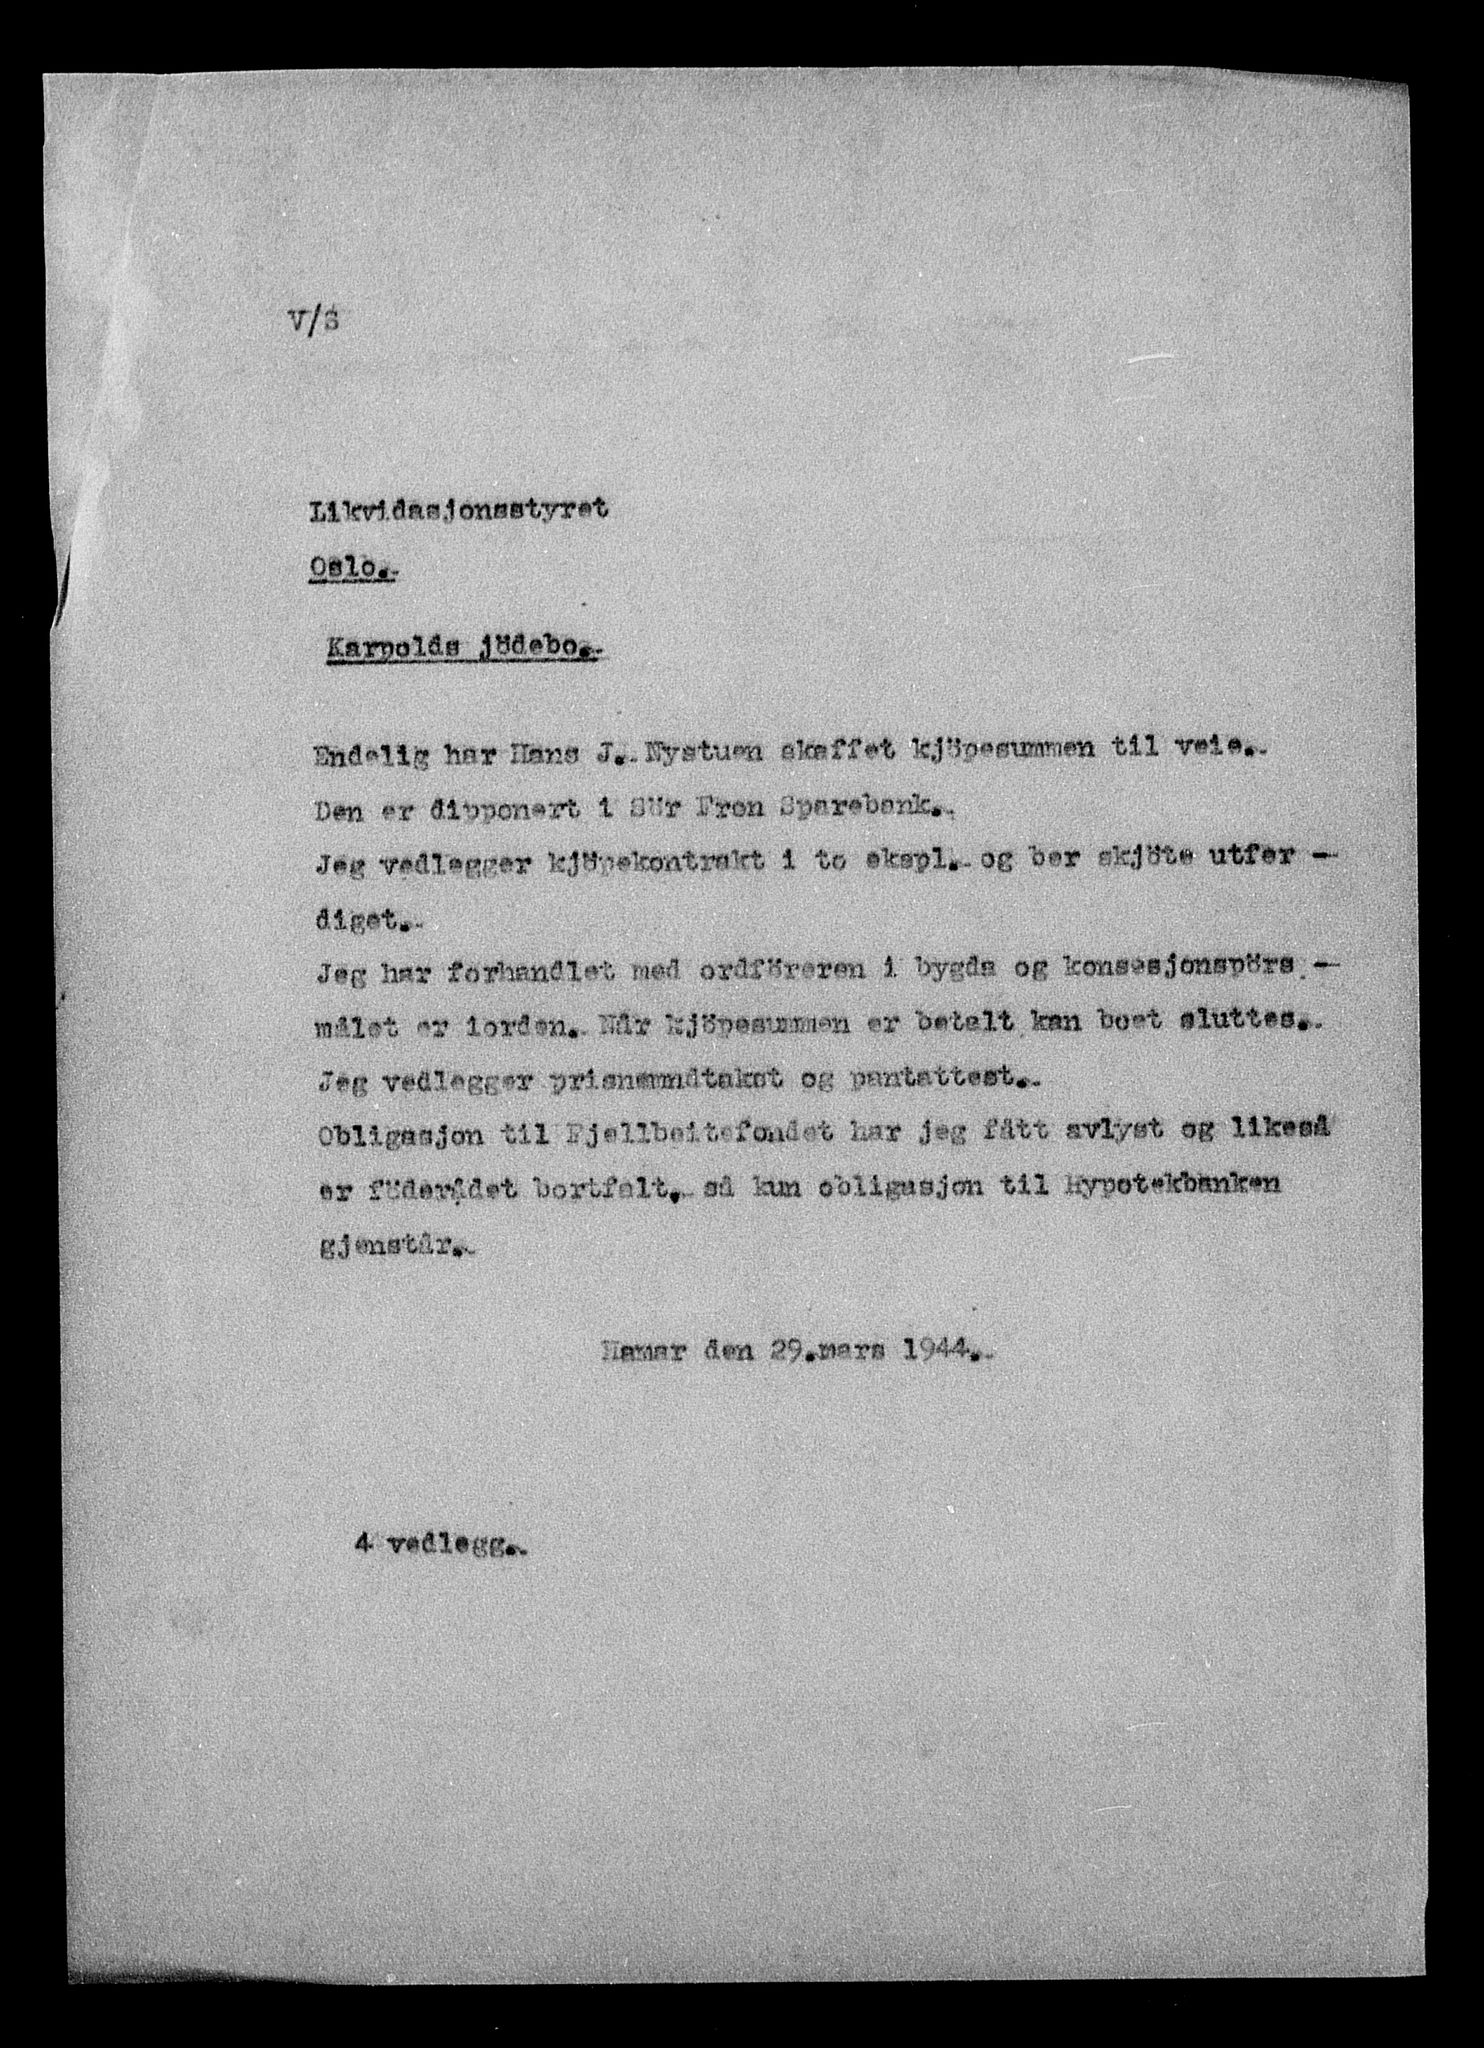 V/S
Likvidasjonsstyret
Oslo.
Karpolds jödebo.
Endelig har Hans J. Nystuen skaffet kjöpesummen til veie.
Den er dipponert i Sör Fron Sparebank.
Jeg vedlegger kjöpekontrakt i to ekspl. og ber skjöte utfer -
diget.
Jeg har forhandlet med ordföreren i bygda og konsesjonspörs -
målet er iorden. Når kjöpesummen er betalt kan boet sluttes.
Jeg vedlegger prisnemndtakst og pantattest.
Obligasjon til Fjellbeitefondet har jeg fått avlyst og likeså
er föderådet bortfalt, så kun obligasjon til Hypotekbanken
gjenstår.
Hamar den 29.mars 1944.
4 vedlegg.